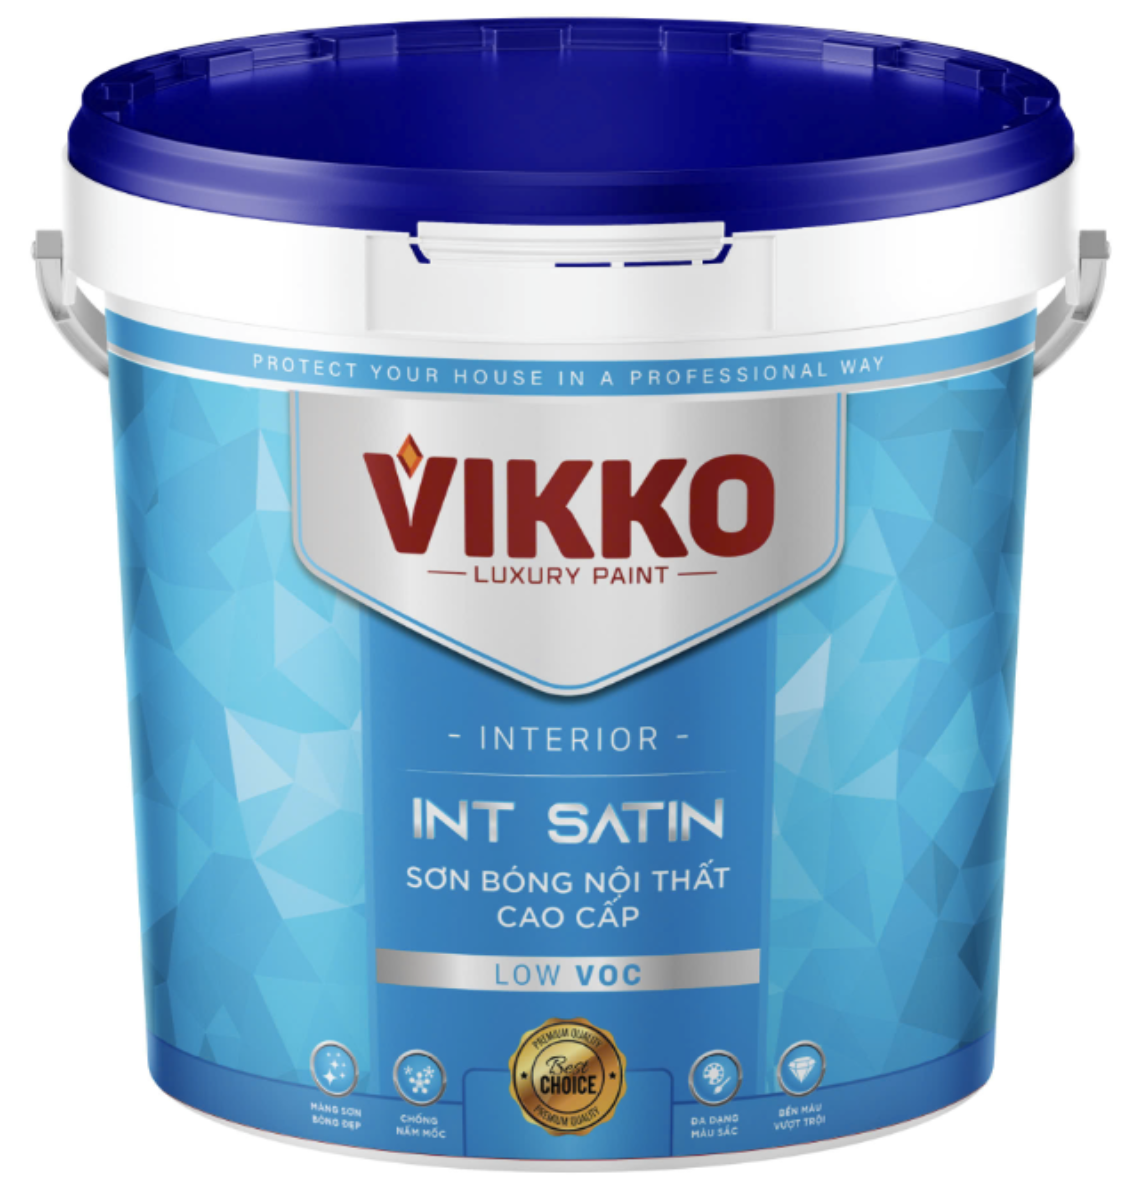 PROTECT YOUR HOUSE IN A PROFESSIONAL WAY
VIKKO
LUXURY PAINT
- INTERIOR -
INT SATIN
SƠN BÓNG NỘI THẤT
CAO CẤP
LOW VOC
PREMIUM QUALITY
Best
CHOICE
PREMIUM QUALITY
MÀNG SƠN
BÓNG ĐẸP
CHỐNG
NẤM MỐC
ĐA DẠNG
MÀU SẮC
BỀN MÀU
VƯỢT TRỘI